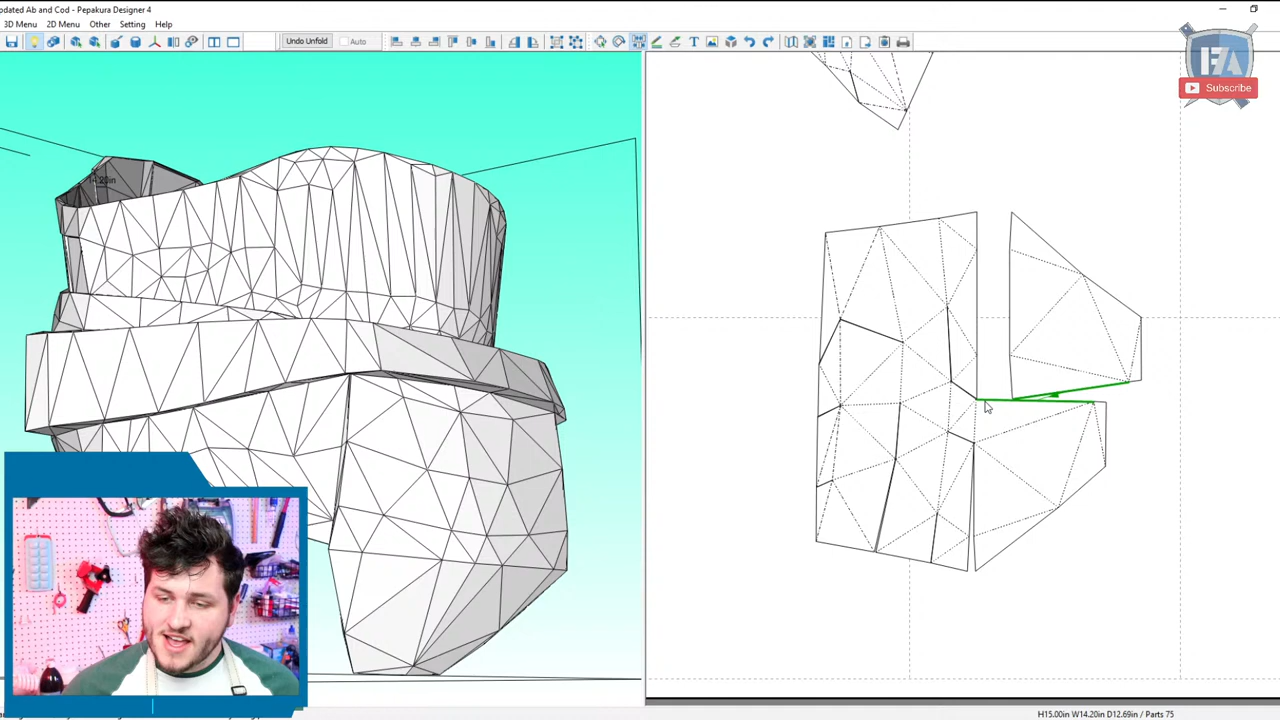 pdated Ab and Cod - Pepakura Designer 4
3D Menu 2D Menu Other Setting Help
Undo Unfold Auto
Subscribe
H15.00in W14.20in D12.69in / Parts 75